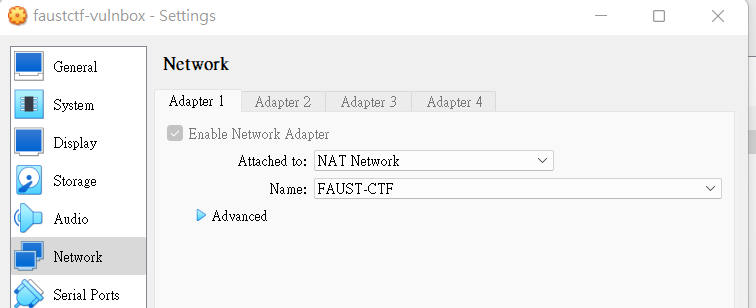 faustctf-vulnbox - Settings
General
System
Display
Storage
Audio
Network
Serial Ports
Network
Adapter 1 Adapter 2 Adapter 3 Adapter 4
Enable Network Adapter
Attached to: NAT Network
Name: FAUST-CTF
Advanced